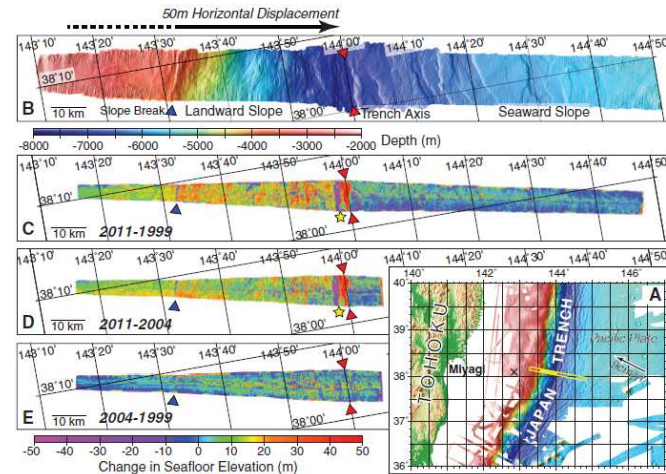 50m Horizontal Displacement
143°10' 143°20' 143°30' 143°40' 143°50' 144°00' 144°10' 144°20' 144°30' 144°40' 144°50'
38°10'
B
10 km
Slope Break
Landward Slope
38°00'
Trench Axis
Seaward Slope
-8000 -7000 -6000 -5000 -4000 -3000 -2000
Depth (m)
143°10' 143°20' 143°30' 143°40' 143°50' 144°00' 144°10' 144°20' 144°30' 144°40' 144°50'
38°10'
C
10 km
2011-1999
38°00'
143°10' 143°20' 143°30' 143°40' 143°50' 144°00'
38°10'
D
10 km
2011-2004
38°00'
143°10' 143°20' 143°30' 143°40' 143°50' 144°00'
38°10'
E
10 km
2004-1999
38°00'
-50 -40 -30 -20 -10 0 10 20 30 40 50
Change in Seafloor Elevation (m)
140° 142° 144° 146°
A
40°
39°
38°
37°
36°
TOHOKU
Miyagi
JAPAN TRENCH
Pacific Plate